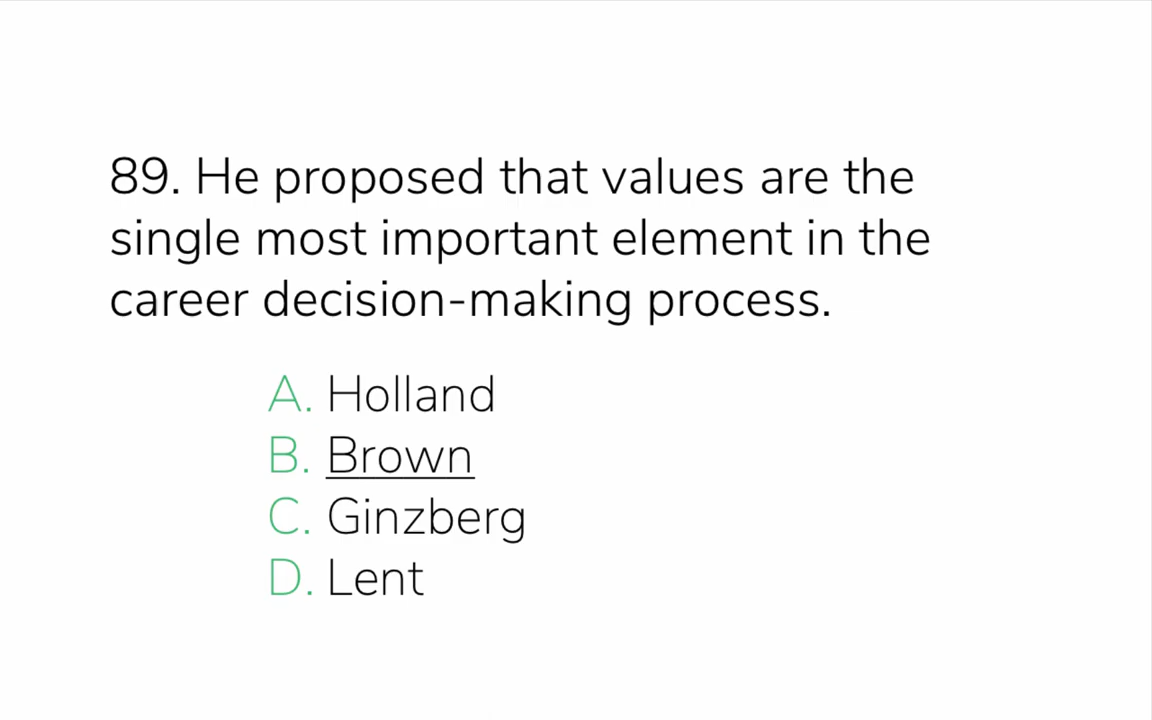 89. He proposed that values are the
single most important element in the
career decision-making process.
A. Holland
B. Brown
C. Ginzberg
D. Lent